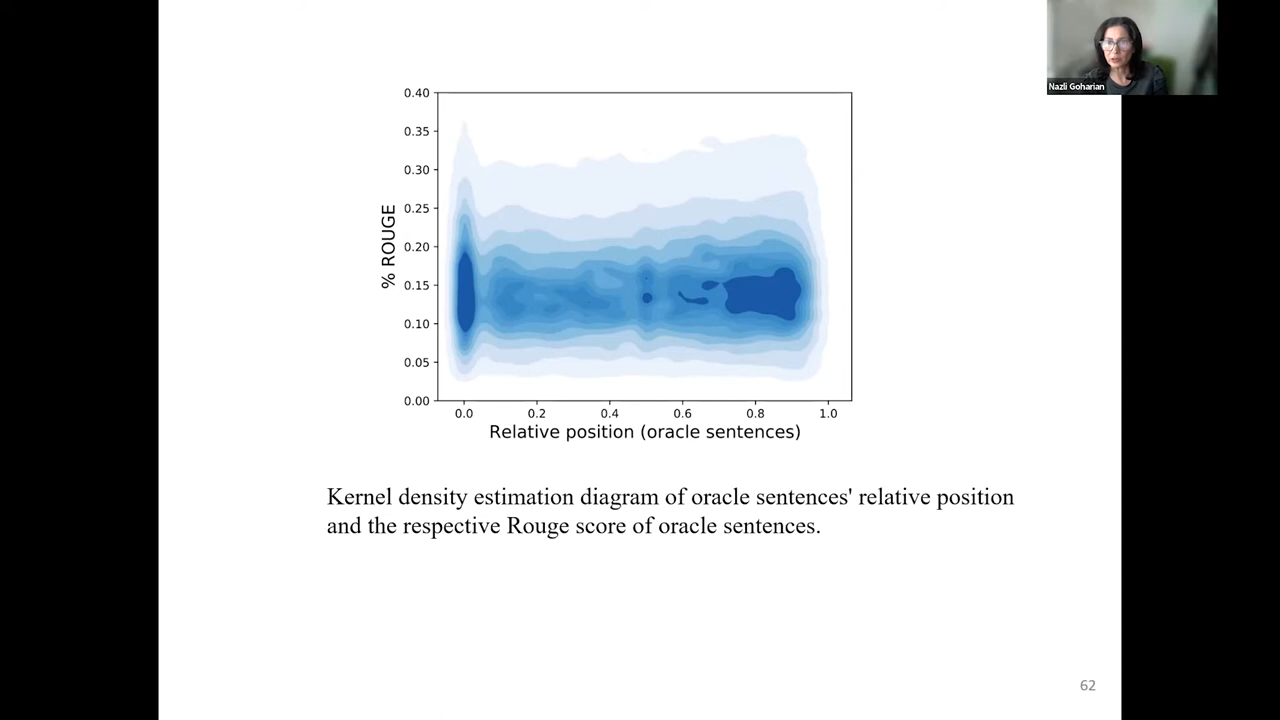 Nazli Goharian
0.40
0.35
0.30
0.25
0.20
0.15
0.10
0.05
0.00
% ROUGE
0.0 0.2 0.4 0.6 0.8 1.0
Relative position (oracle sentences)
Kernel density estimation diagram of oracle sentences' relative position
and the respective Rouge score of oracle sentences.
62